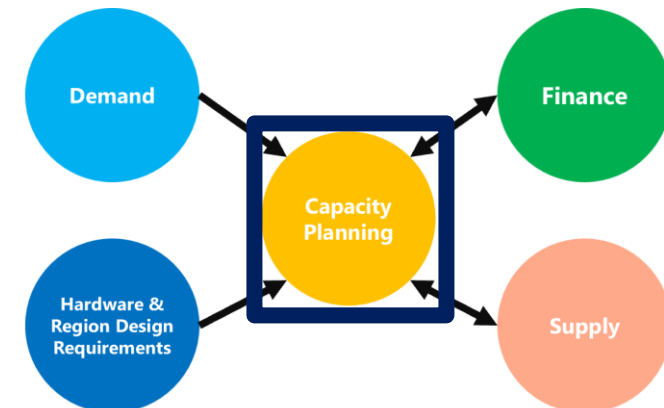 Demand
Finance
Capacity
Planning
Hardware &
Region Design
Requirements
Supply